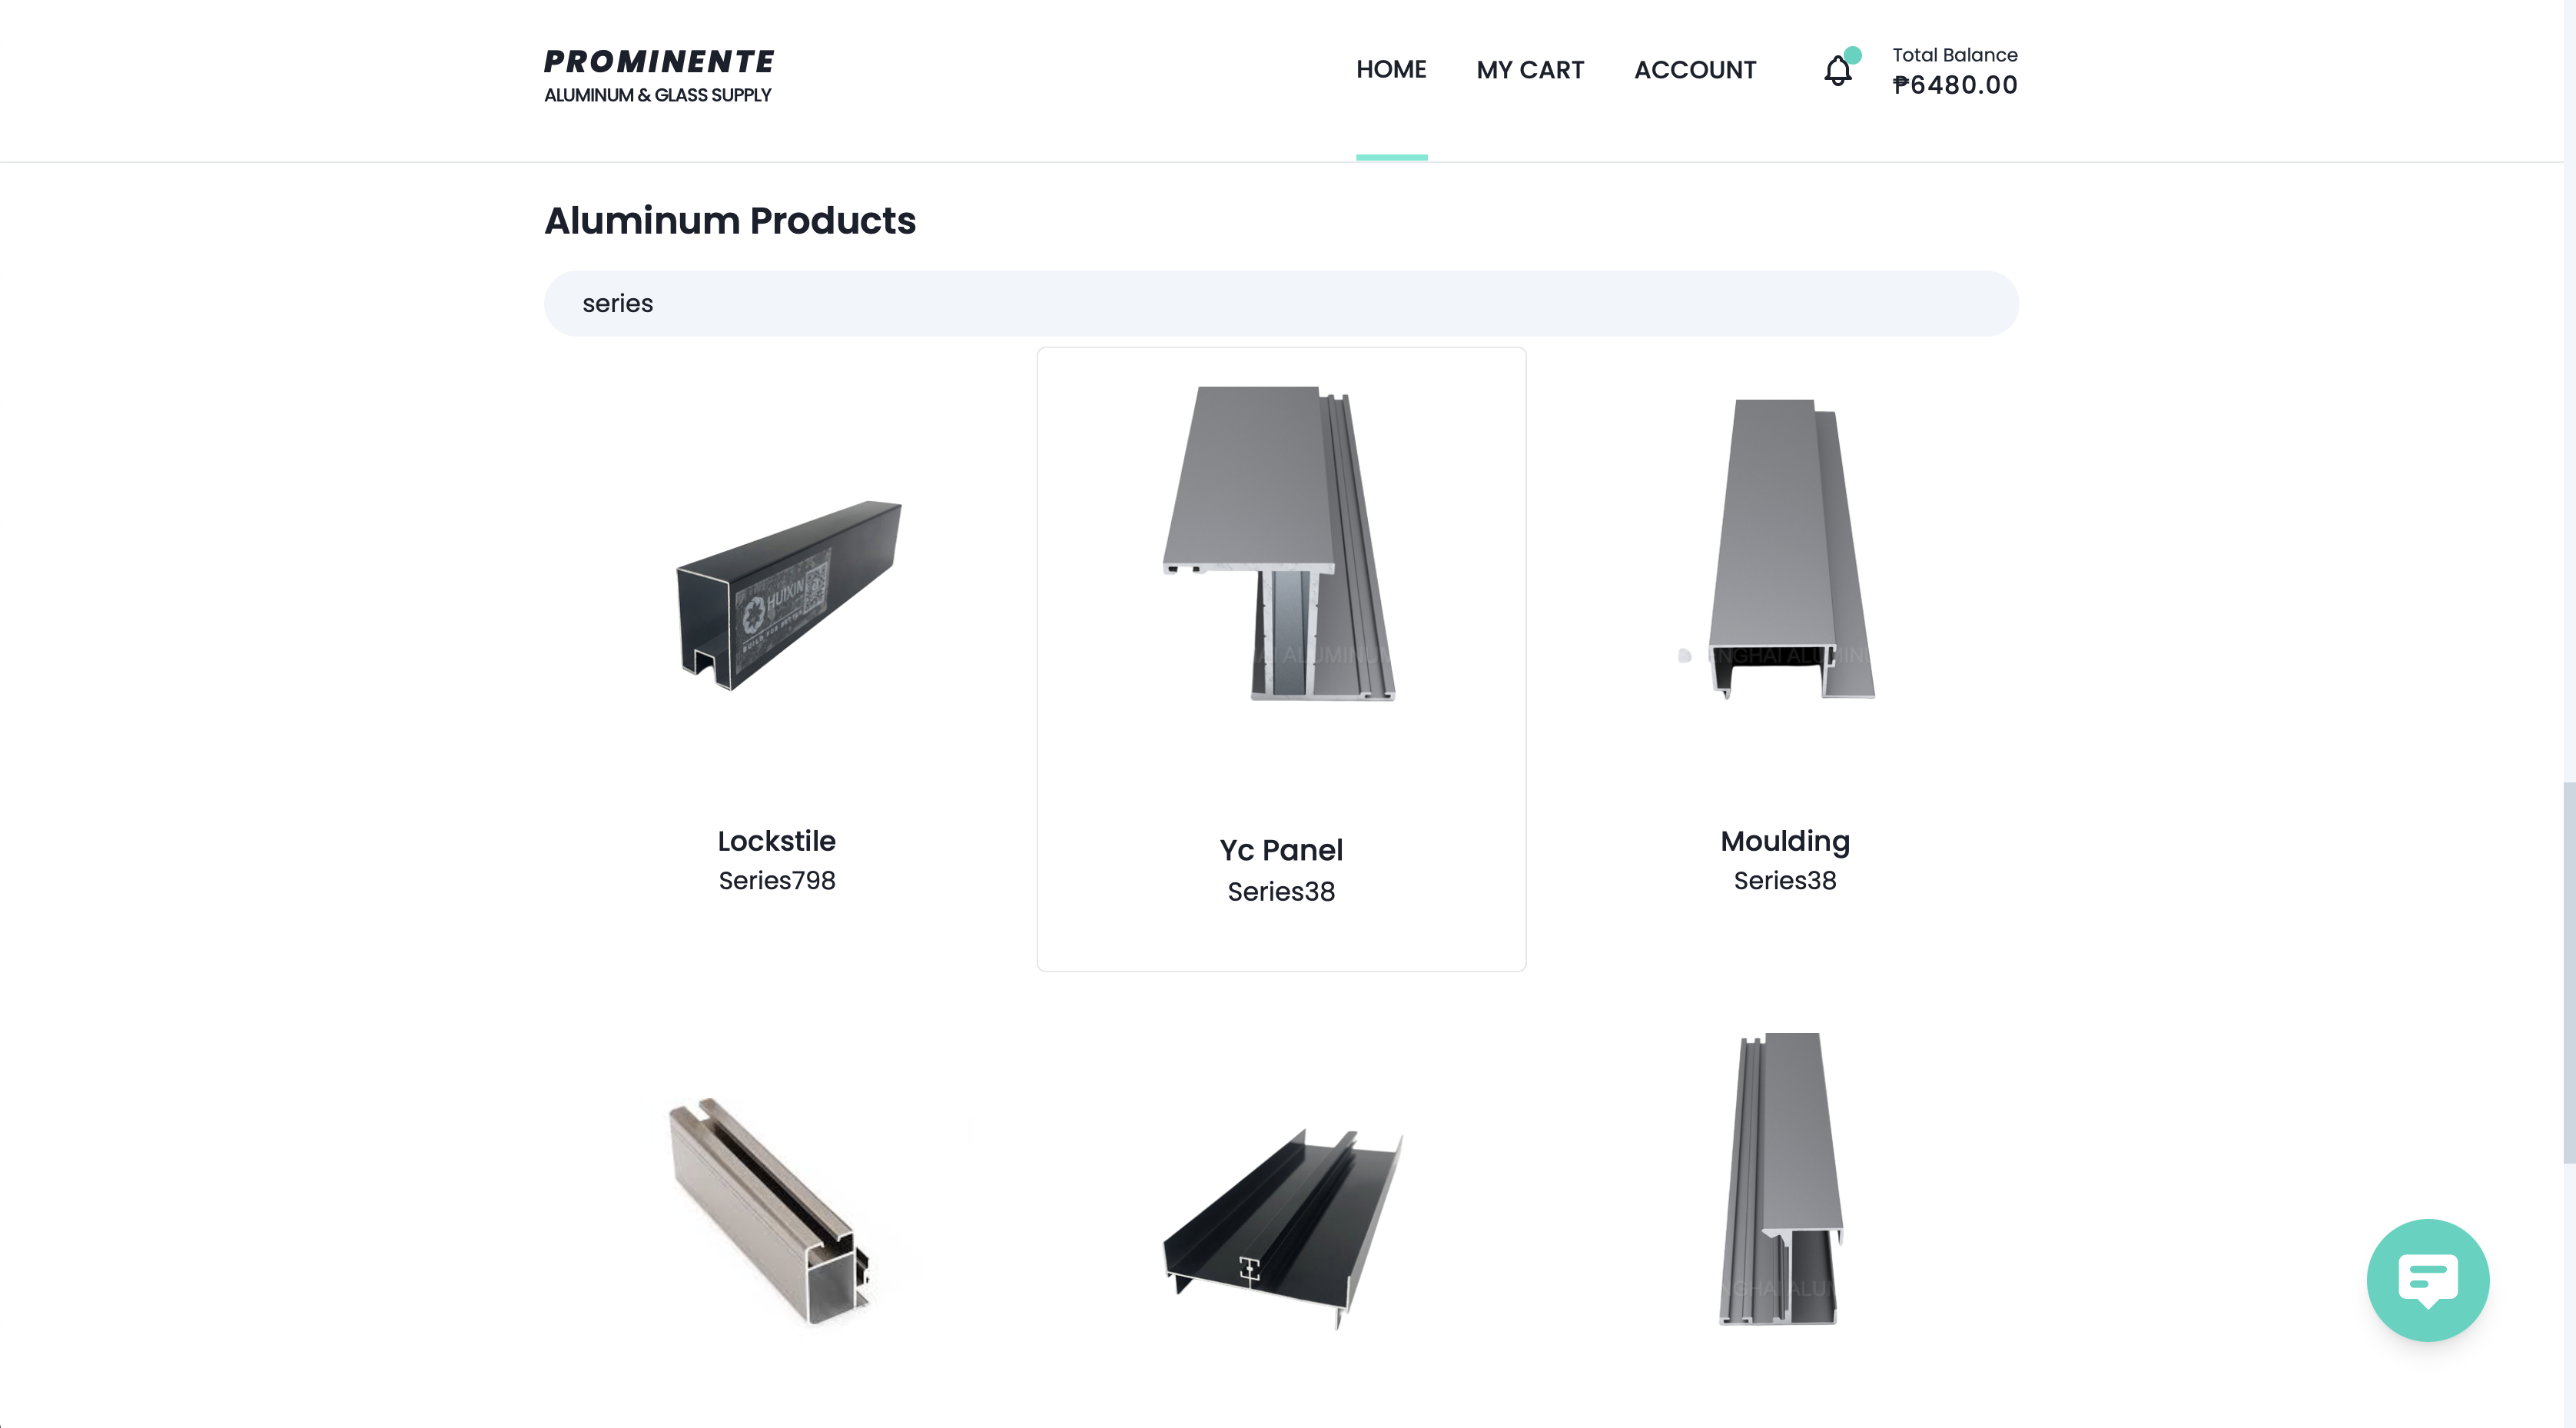 PROMINENTE
ALUMINUM & GLASS SUPPLY
HOME
MY CART
ACCOUNT
Total Balance
₱6480.00
Aluminum Products
series
HUIXIN
Lockstile
Series798
Yc Panel
Series38
Moulding
Series38